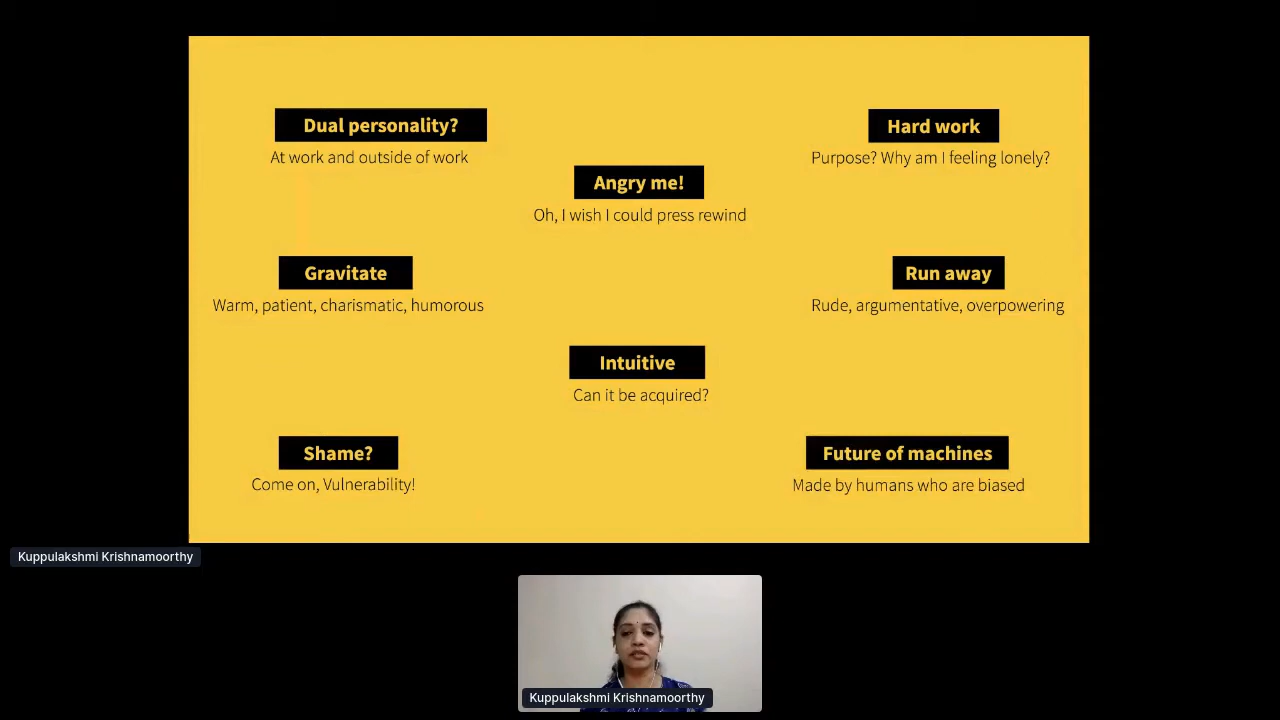 Dual personality?
At work and outside of work
Hard work
Purpose? Why am I feeling lonely?
Angry me!
Oh, I wish I could press rewind
Gravitate
Warm, patient, charismatic, humorous
Run away
Rude, argumentative, overpowering
Intuitive
Can it be acquired?
Shame?
Come on, Vulnerability!
Future of machines
Made by humans who are biased
Kuppulakshmi Krishnamoorthy
Kuppulakshmi Krishnamoorthy